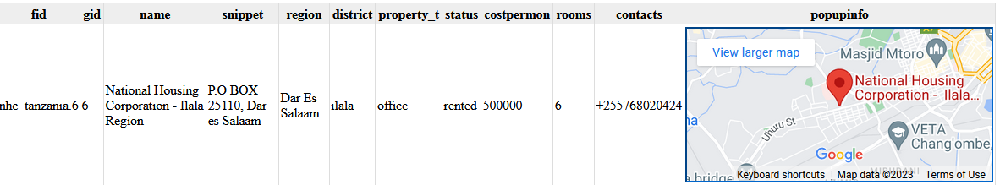 fid gid name snippet region district property_t status costpermon rooms contacts popupinfo
nhc_tanzania.6 6 National Housing Corporation - Ilala Region P.O BOX 25110, Dar es Salaam Dar Es Salaam ilala office rented 500000 6 +255768020424
View larger map
Masjid Mtoro
A7
National Housing
Corporation - Ilala...
Uhuru St
VETA
Chang'ombe,
Google
a bridge
Keyboard shortcuts Map data ©2023 Terms of Use